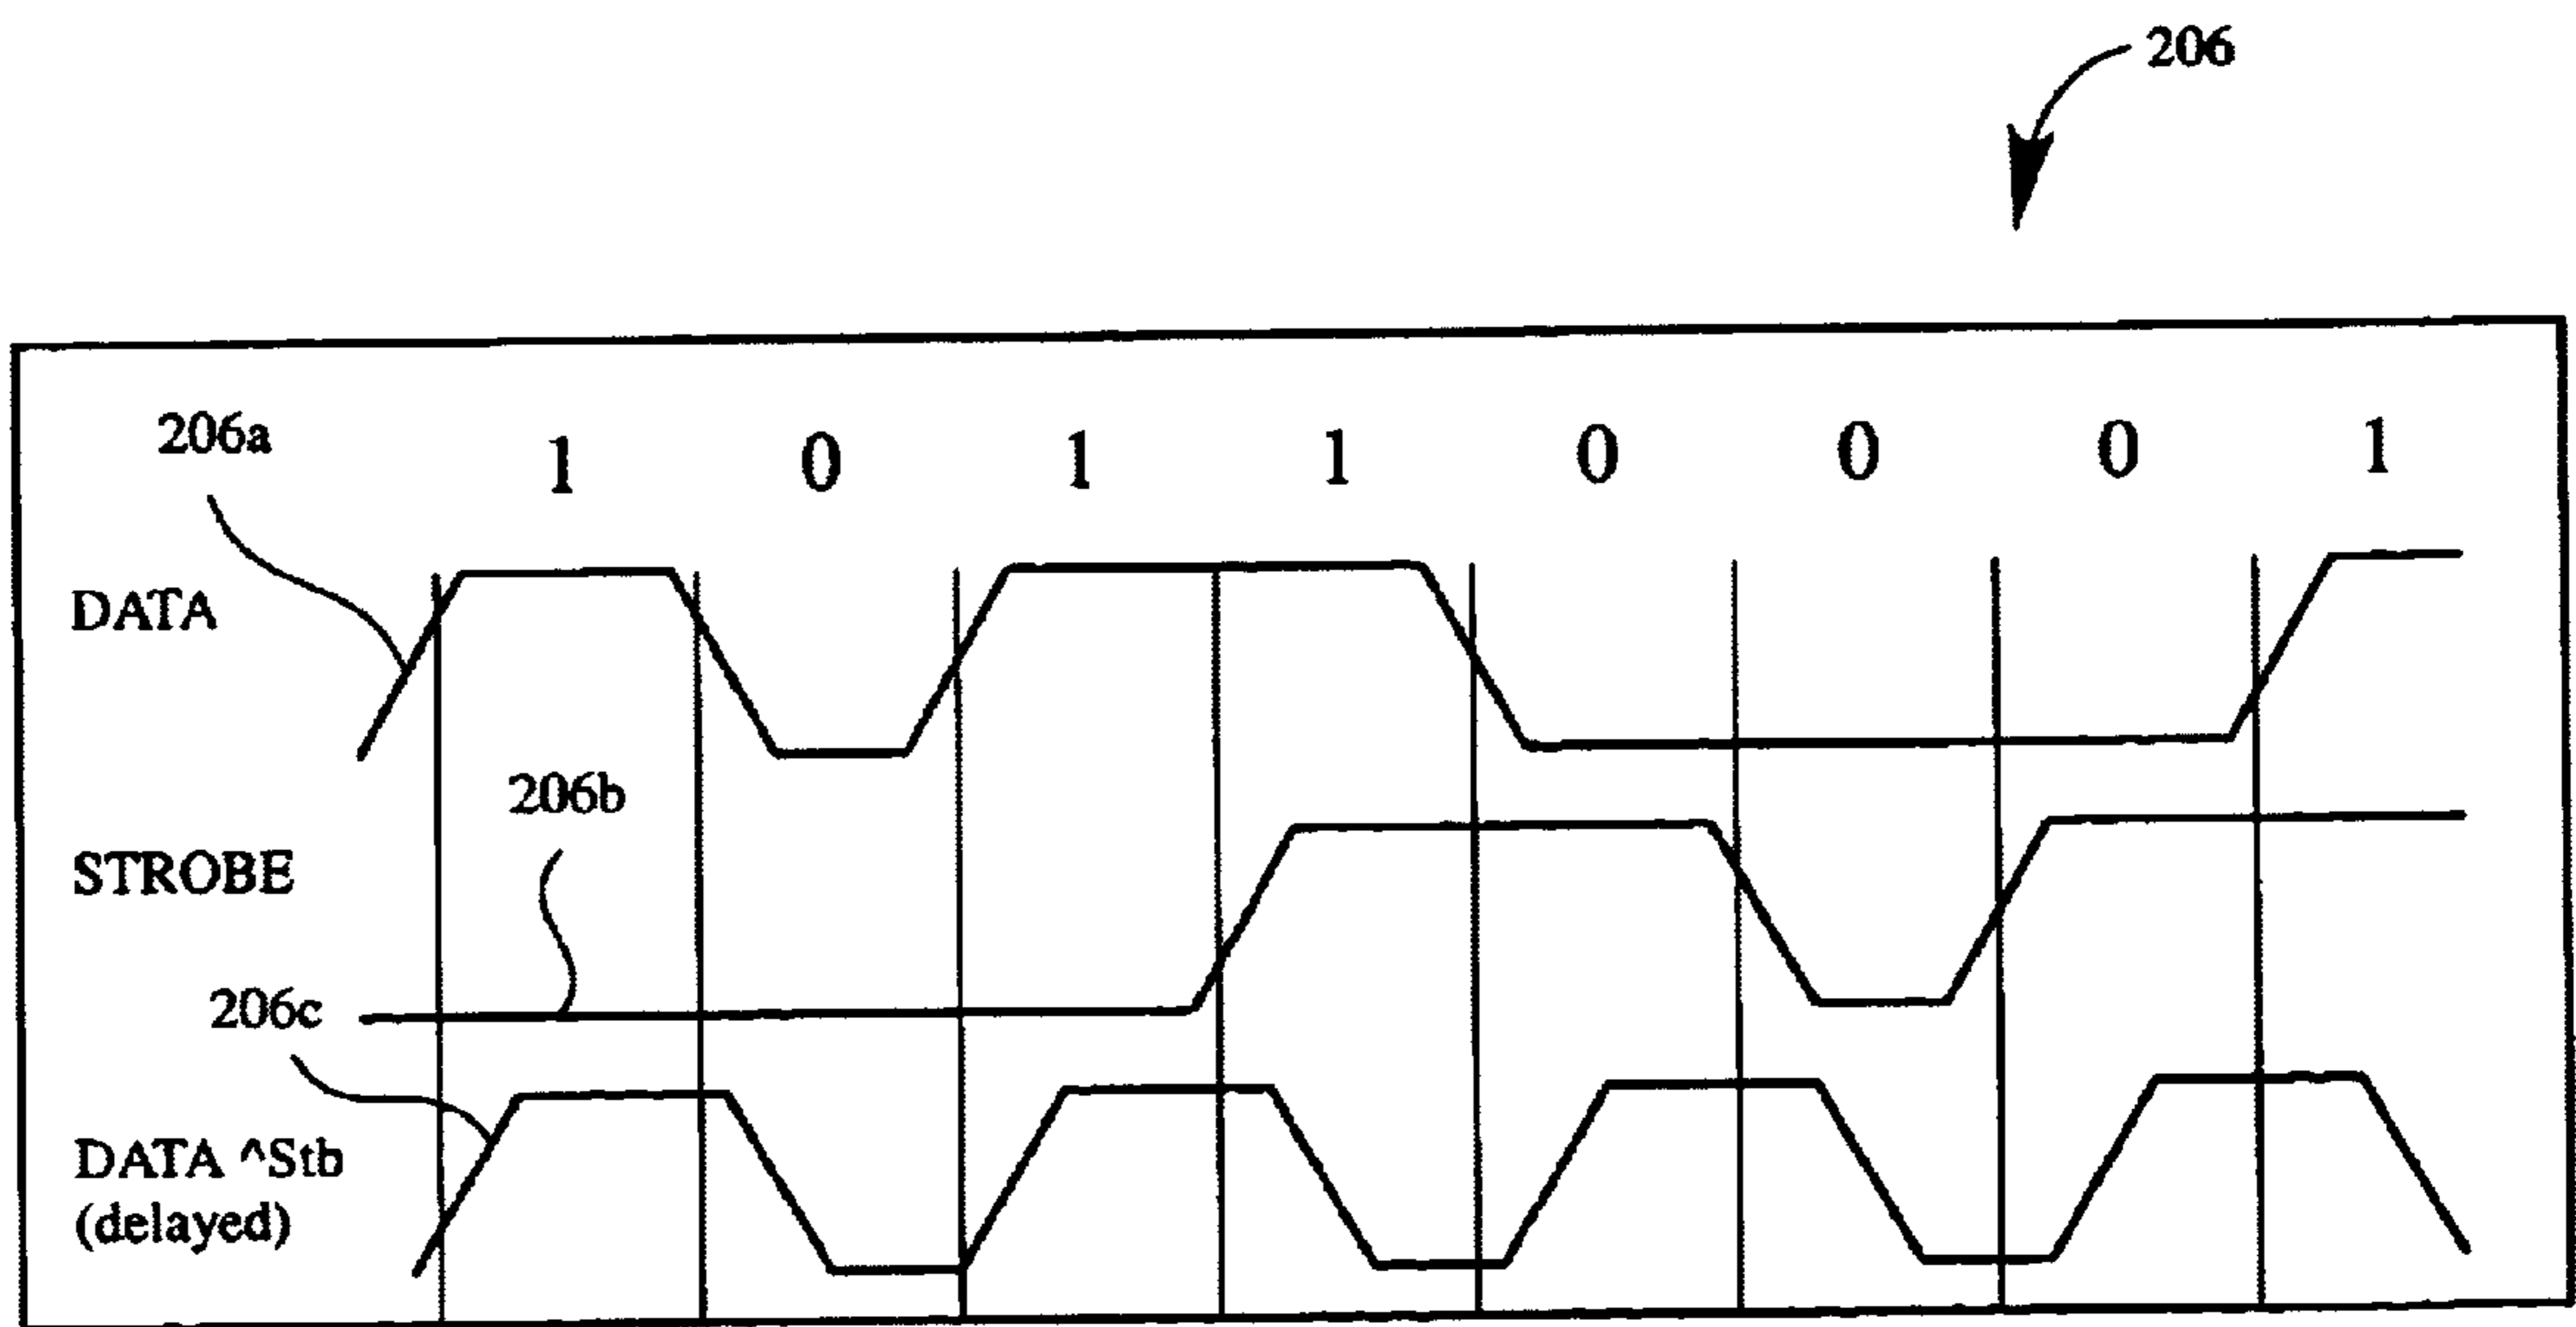 206
206a
1 0 1 1 0 0 0 1
DATA
206b
STROBE
206c
DATA ^Stb
(delayed)